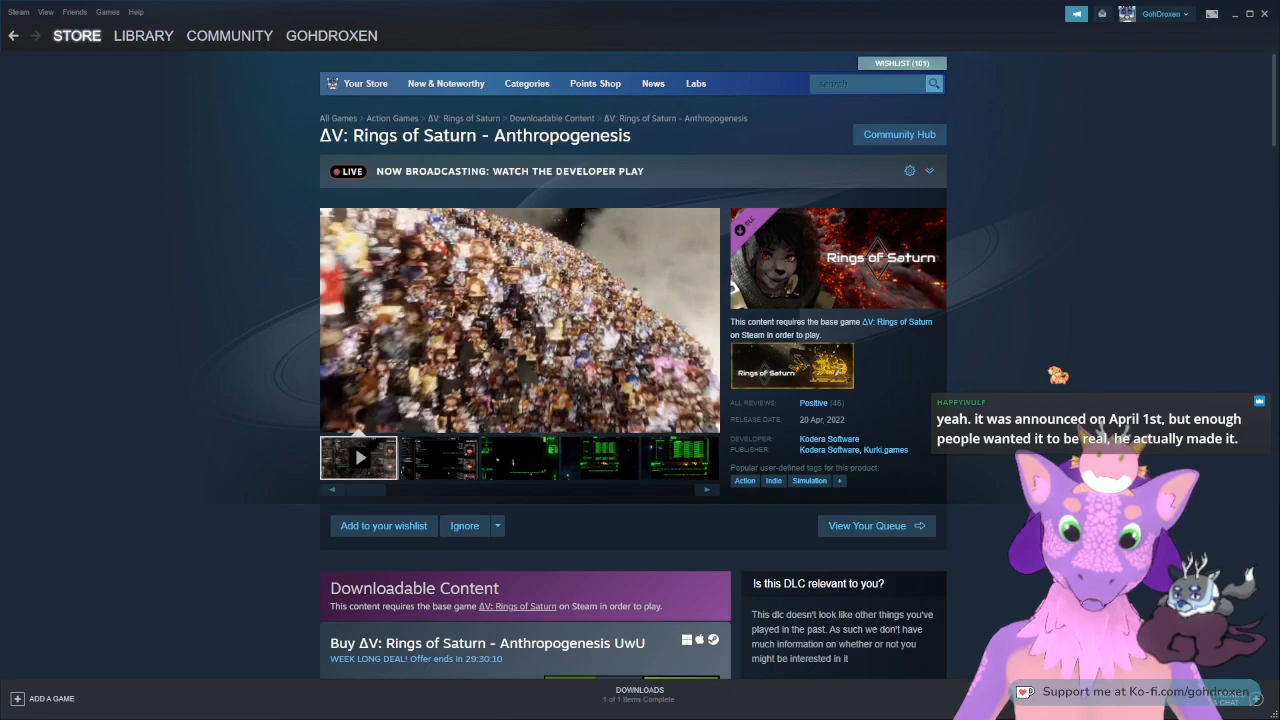 Steam View Friends Games Help
GohDroxen
STORE LIBRARY COMMUNITY GOHDROXEN
WISHLIST (101)
Your Store New & Noteworthy Categories Points Shop News Labs search
All Games > Action Games > ΔV: Rings of Saturn > Downloadable Content > ΔV: Rings of Saturn - Anthropogenesis
ΔV: Rings of Saturn - Anthropogenesis
Community Hub
LIVE NOW BROADCASTING: WATCH THE DEVELOPER PLAY
DLC
Rings of Saturn
This content requires the base game ΔV: Rings of Saturn
on Steam in order to play.
Rings of Saturn
ALL REVIEWS: Positive (46)
RELEASE DATE: 20 Apr, 2022
DEVELOPER: Kodera Software
PUBLISHER: Kodera Software, Kurki.games
Popular user-defined tags for this product:
Action Indie Simulation +
HAPPYWULF
yeah. it was announced on April 1st, but enough
people wanted it to be real, he actually made it.
Add to your wishlist Ignore View Your Queue
Downloadable Content
This content requires the base game ΔV: Rings of Saturn on Steam in order to play.
Buy ΔV: Rings of Saturn - Anthropogenesis UwU
WEEK LONG DEAL! Offer ends in 29:30:10
Is this DLC relevant to you?
This dlc doesn't look like other things you've
played in the past. As such we don't have
much information on whether or not you
might be interested in it
ADD A GAME
DOWNLOADS
1 of 1 Items Complete
Support me at Ko-fi.com/gohdroxen